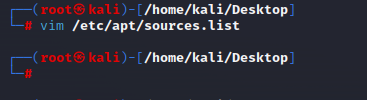 ┌──(root㉿kali)-[/home/kali/Desktop]
└─# vim /etc/apt/sources.list
┌──(root㉿kali)-[/home/kali/Desktop]
└─#